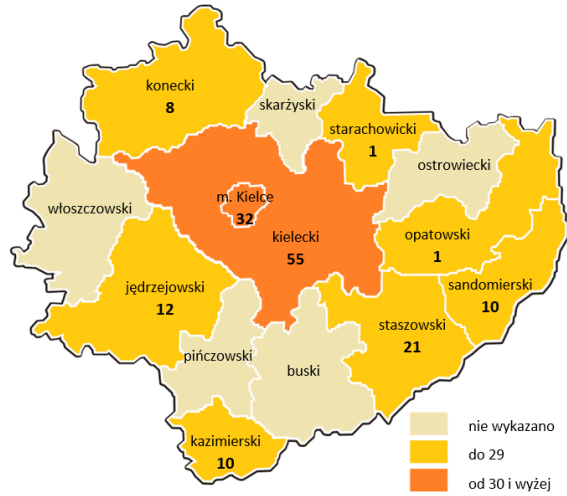 konecki
8
skarżyski
starachowicki
1
ostrowiecki
włoszczowski
m. Kielce
32
kielecki
55
opatowski
1
jędrzejowski
12
sandomierski
10
staszowski
21
pińczowski
buski
kazimierski
10
nie wykazano
do 29
od 30 i wyżej